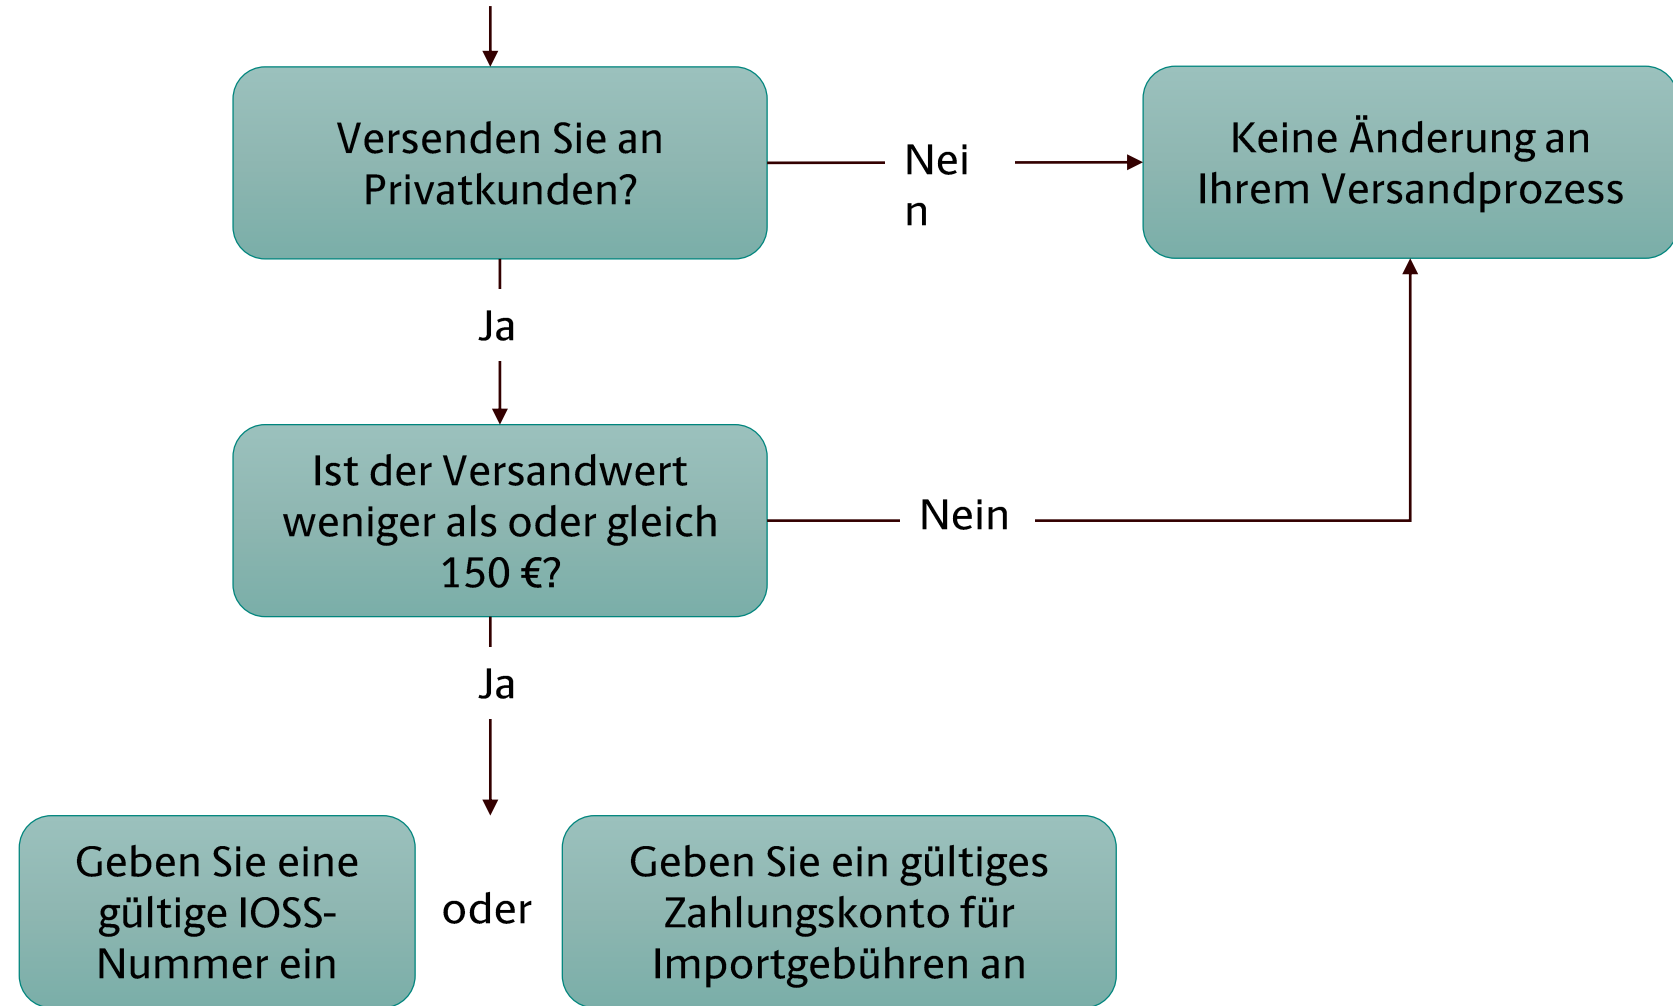 Versenden Sie an
Privatkunden?
Nei
n
Keine Änderung an
Ihrem Versandprozess
Ja
Ist der Versandwert
weniger als oder gleich
150 €?
Nein
Ja
Geben Sie eine
gültige IOSS-
Nummer ein
oder
Geben Sie ein gültiges
Zahlungskonto für
Importgebühren an